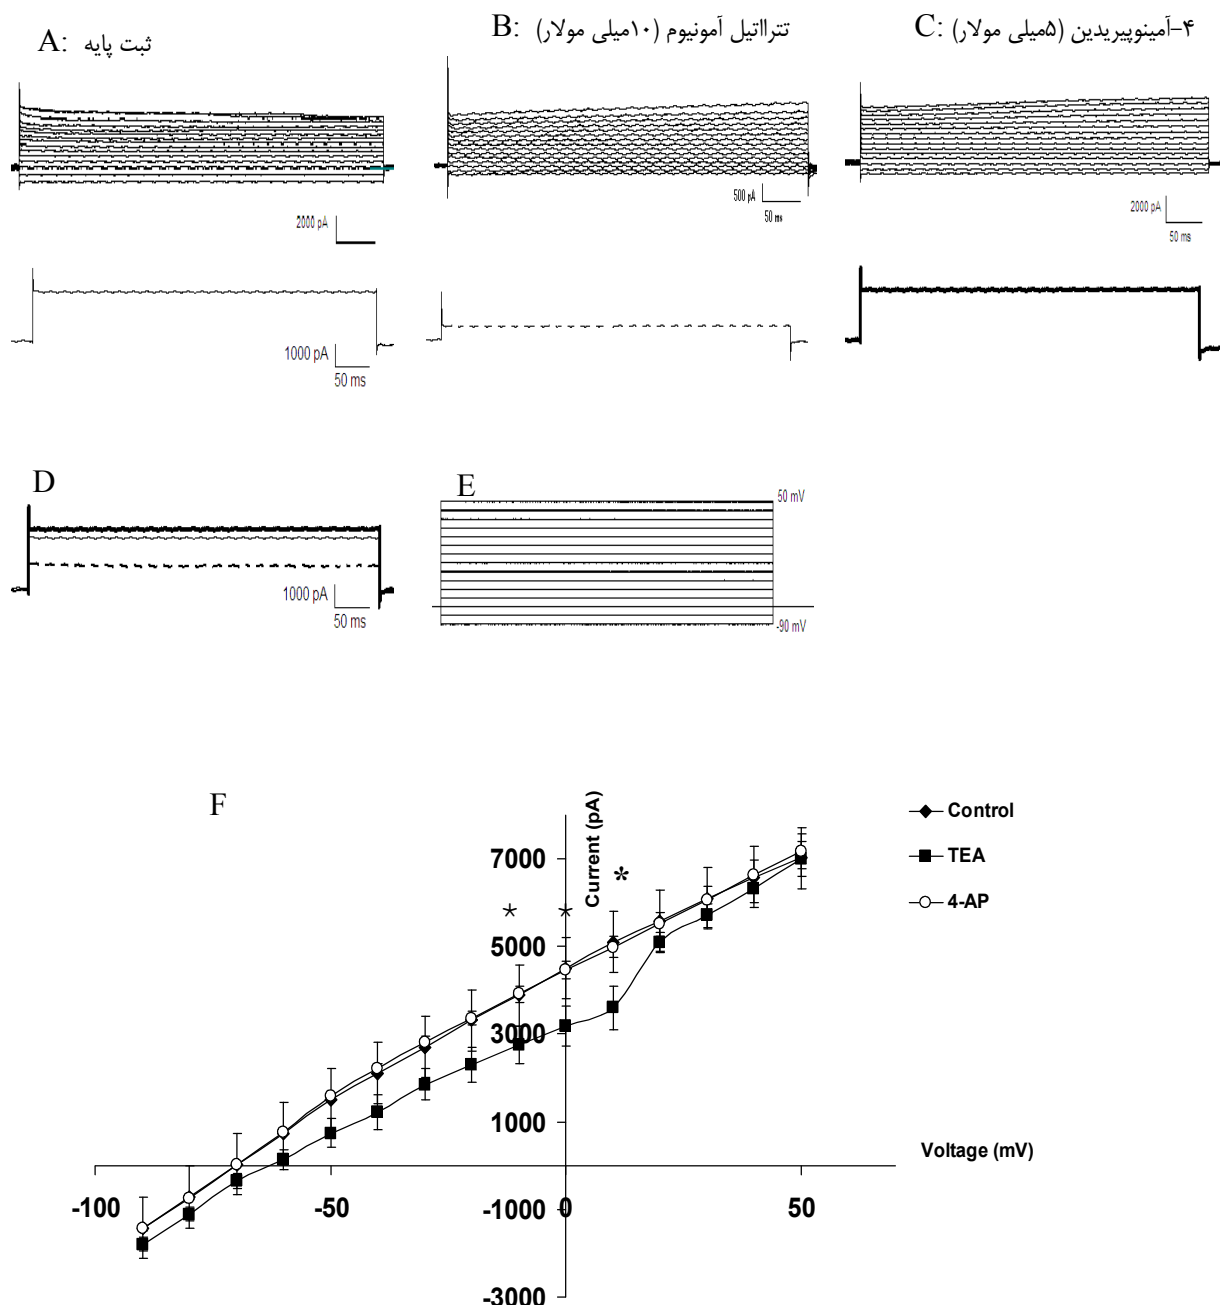 A: ثبت پایه
B: تترااتیل آمونیوم (۱۰میلی مولار)
C: ۴-آمینوپیریدین (۵میلی مولار)
2000 pA
500 pA
50 ms
2000 pA
50 ms
1000 pA
50 ms
D
1000 pA
50 ms
E
50 mV
-90 mV
F
Current (pA)
7000
5000
3000
1000
-1000
-3000
-100
-50
0
50
Voltage (mV)
*
*
*
Control
TEA
4-AP